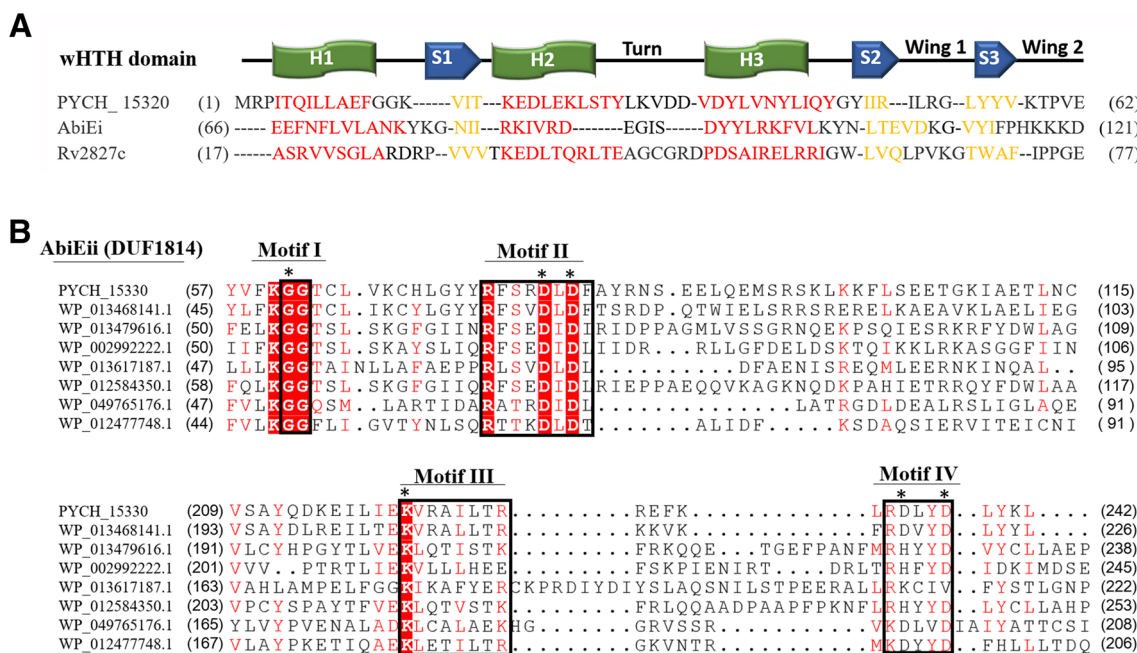 A
wHTH domain H1 S1 H2 Turn H3 S2 Wing 1 S3 Wing 2
PYCH_ 15320 (1) MRPITQILLAEFGGK------VIT--KEDLEKLSTYLKVDD-VDYLVNYLIQYGYIIR---ILRG--LYYV-KTPVE (62)
AbiEi (66) ---EEFNFLVLANKYKG-NII--RKIVRD-----EGIS---DYYLRKFVLKYN-LTEVDKG-VYIFPHKKKD (121)
Rv2827c (17) -----ASRVVSGLARDRP--VVVTKEDLTQRLTEAGCGRDPDSAIRELRRIGW--LVQLPVKGTWAF--IPPGE (77)
B
AbiEii (DUF1814) Motif I Motif II
* * *
PYCH_15330 (57) YVFKGGTCL.VKCHLGYYRFSRDLDFAYRNS.EELQEMSRSKLKKFLSEETGKIAETLNC (115)
WP_013468141.1 (45) YLFKGGTCL.IKCYLGYYRFSVDLDFTSRDP.QTWIELSRRSRERELKAEAVKLAELIEG (103)
WP_013479616.1 (50) FELKGGTSL.SKGFGIINRFSEDIDIRIDPPAGMLVSSGRNQEKPSQIESRKRFYDWLAG (109)
WP_002992222.1 (50) IIFKGGTSL.SKAYSLIQRFSEDIDLIIDR...RLLGFDELDSKTQIKKLRKASGGFIIN (106)
WP_013617187.1 (47) LLLKGGTAINLLAFAEPPRLSVDLD............DFAENISREQMLEERNKINQAL.. (95)
WP_012584350.1 (58) FQLKGGTSL.SKGFGIIQRFSEDIDLRIEPPAEQQVKAGKNQDKPAHIETRRQYFDWLAA (117)
WP_049765176.1 (47) FVLKGGQSM.LARTIDARATRDIDL..............LATRGDLDEALRSLIGLAQE (91)
WP_012477748.1 (44) FVLKGGFLI.GVTYNLSQRTTKDLDT.......ALIDF.....KSDAQSIERVITEICNI (91)
Motif III Motif IV
* * *
PYCH_15330 (209) VSAYQDKEILIEKVRAILTR.........REFK.............LRDLYD..LYKL.... (242)
WP_013468141.1 (193) VSDLREILTEKVRALLTR.........KKVK.............FRDVYD..LYYL.... (226)
WP_013479616.1 (191) VLCYHPGYTLVEKLQTISTK.........FRKQQE...TGEFPANFMRHYYD..VYCLLAEP (238)
WP_002992222.1 (201) VVV..PTRTLIEKVLLLHEE.........FSKPIENIRT....DRLTRHFYD..IDKIMDSE (245)
WP_013617187.1 (163) VAHLAMPELFGGKIKAFYERCKPRDIYDIYSLAQSNILSTPEERALLRKCIV..FYSTLGNP (222)
WP_012584350.1 (203) VPCYSPAYTFVEKLQTVSTK.........FRLQQAADPAAPFPKNFLRHYYD..LYCLLAHP (253)
WP_049765176.1 (165) YLVYPVENALADKLCALAEKHG.......GRVSSR...........VKDLVDIAIYATTCSI (208)
WP_012477748.1 (167) VLAYPKETIQAEKLETILTK.........GKVNTR...........MKDYYD..FHLLLTDQ (206)